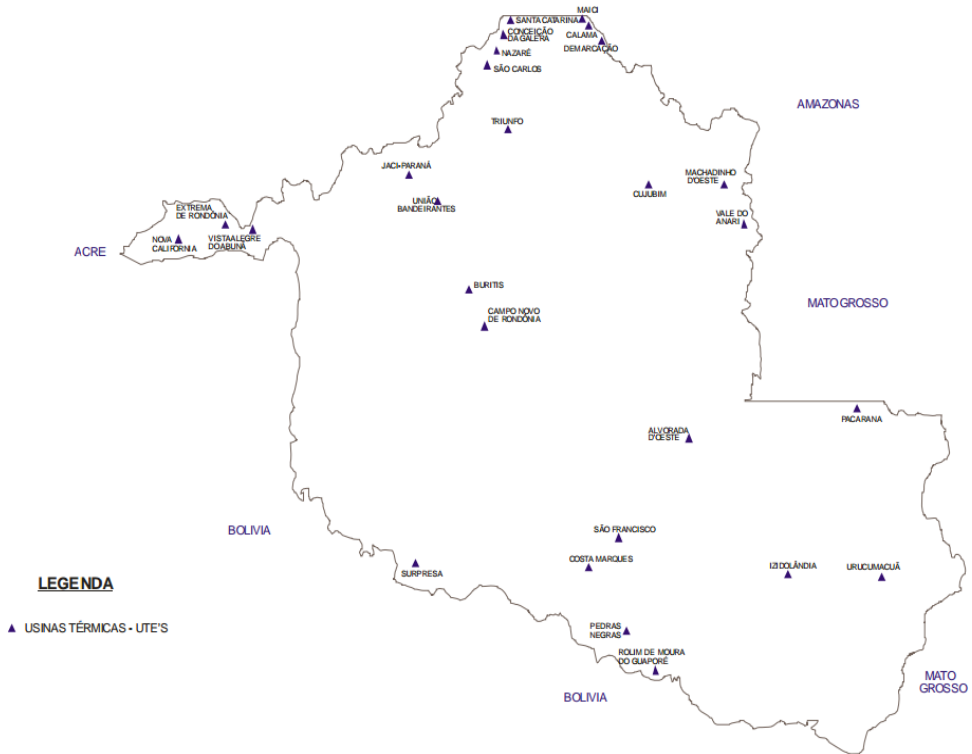 MAICI
SANTA CATARINA
CONCEIÇÃO
DA GALERA
CALAMA
DEMARCAÇÃO
NAZARÉ
SÃO CARLOS
AMAZONAS
TRIUNFO
JACI-PARANÁ
MACHADINHO
D'OESTE
CUJUBIM
UNIÃO
BANDEIRANTES
EXTREMA
DE RONDÔNIA
VALE DO
ANARI
NOVA
CALIFÓRNIA
VISTA ALEGRE
DO ABUNÃ
ACRE
BURITIS
MATO GROSSO
CAMPO NOVO
DE RONDÔNIA
PACARANA
ALVORADA
D'OESTE
BOLIVIA
SÃO FRANCISCO
COSTA MARQUES
SURPRESA
IZIDOLÂNDIA
URUCUMACUÃ
LEGENDA
USINAS TÉRMICAS - UTE'S
PEDRAS
NEGRAS
ROLIM DE MOURA
DO GUAPORÉ
BOLIVIA
MATO
GROSSO